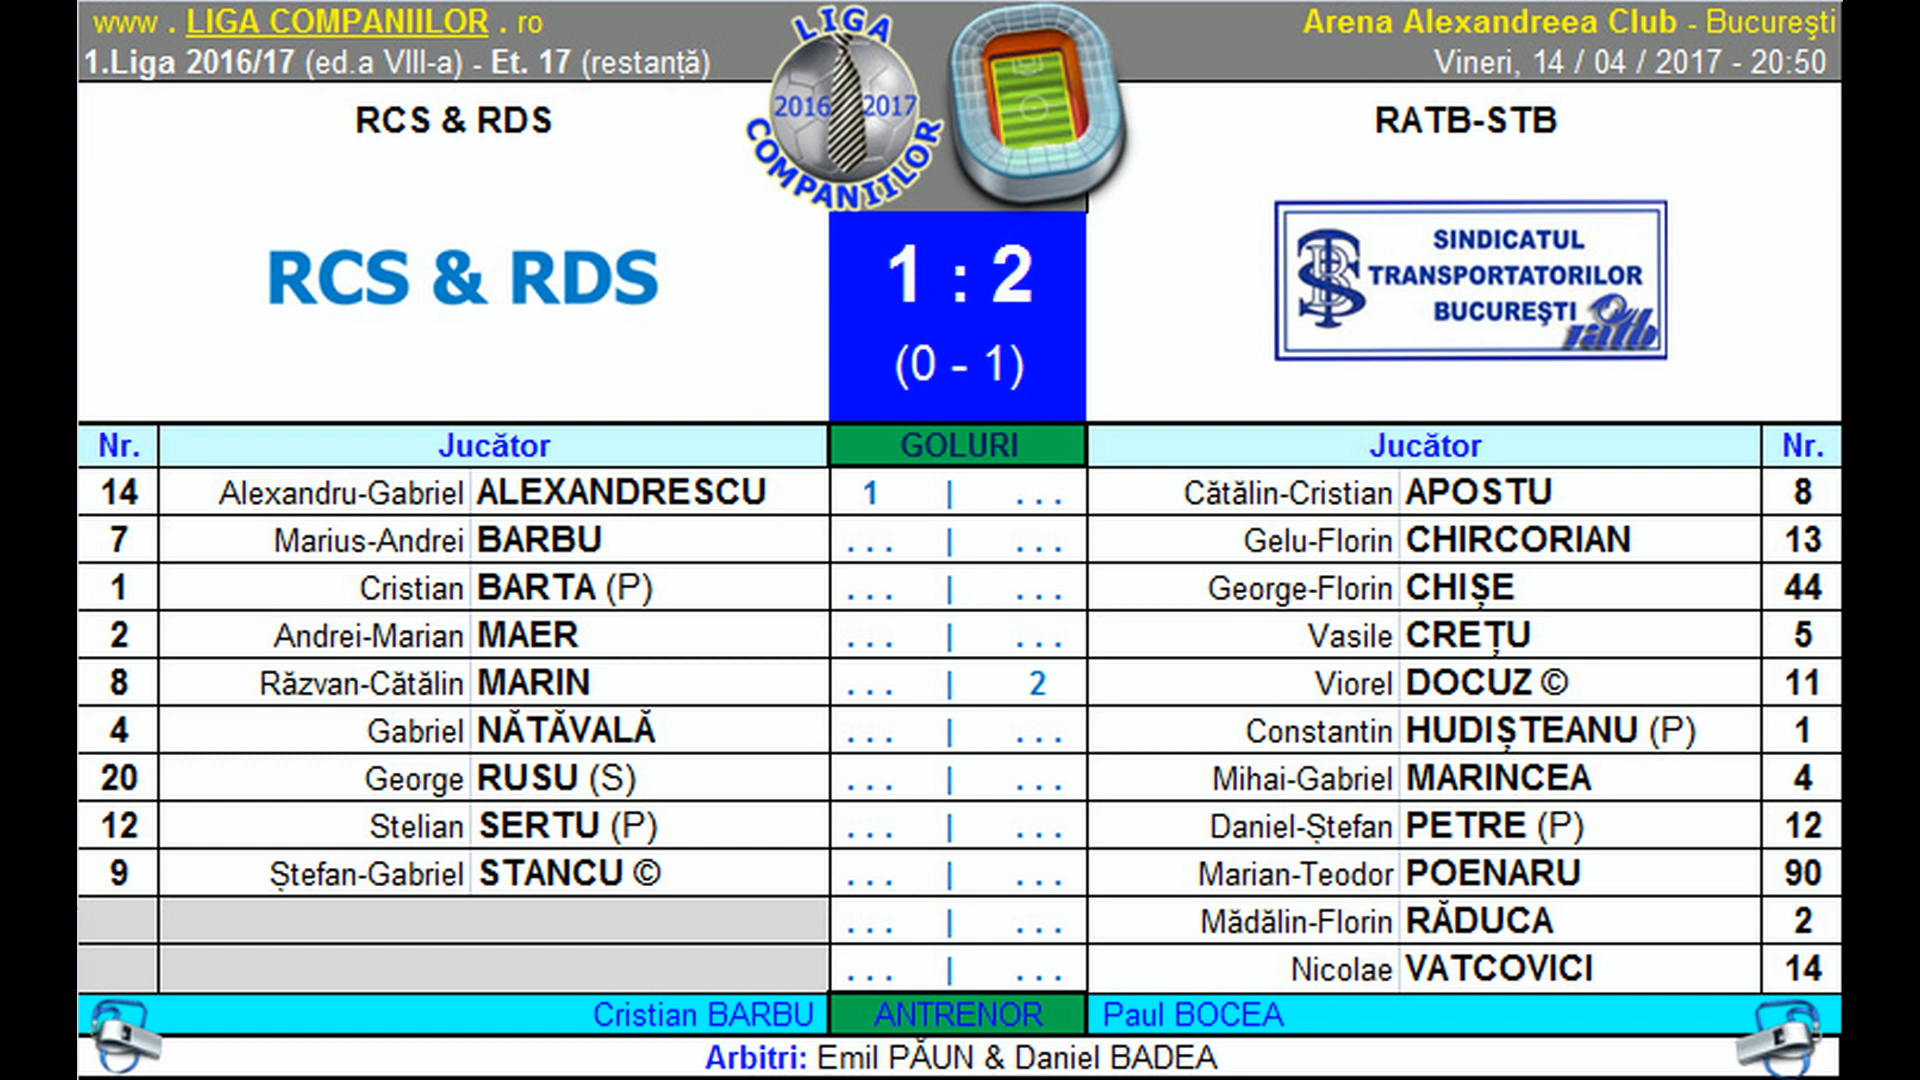 www . LIGA COMPANIILOR . ro
Arena Alexandreea Club - Bucureşti
1.Liga 2016/17 (ed.a VIII-a) - Et. 17 (restanță)
Vineri, 14 / 04 / 2017 - 20:50
LIGA
2016 2017
COMPANIILOR
RCS & RDS
RATB-STB
RCS & RDS
SINDICATUL
TRANSPORTATORILOR
BUCUREŞTI
ratb
1 : 2
(0 - 1)
Nr. Jucător GOLURI Jucător Nr.
14 Alexandru-Gabriel ALEXANDRESCU 1 | ... Cătălin-Cristian APOSTU 8
7 Marius-Andrei BARBU ... | ... Gelu-Florin CHIRCORIAN 13
1 Cristian BARTA (P) ... | ... George-Florin CHIȘE 44
2 Andrei-Marian MAER ... | ... Vasile CREȚU 5
8 Răzvan-Cătălin MARIN ... | 2 Viorel DOCUZ © 11
4 Gabriel NĂTĂVALĂ ... | ... Constantin HUDIȘTEANU (P) 1
20 George RUSU (S) ... | ... Mihai-Gabriel MARINCEA 4
12 Stelian SERTU (P) ... | ... Daniel-Ștefan PETRE (P) 12
9 Ștefan-Gabriel STANCU © ... | ... Marian-Teodor POENARU 90
... | ... Mădălin-Florin RĂDUCA 2
... | ... Nicolae VATCOVICI 14
Cristian BARBU ANTRENOR Paul BOCEA
Arbitri: Emil PĂUN & Daniel BADEA